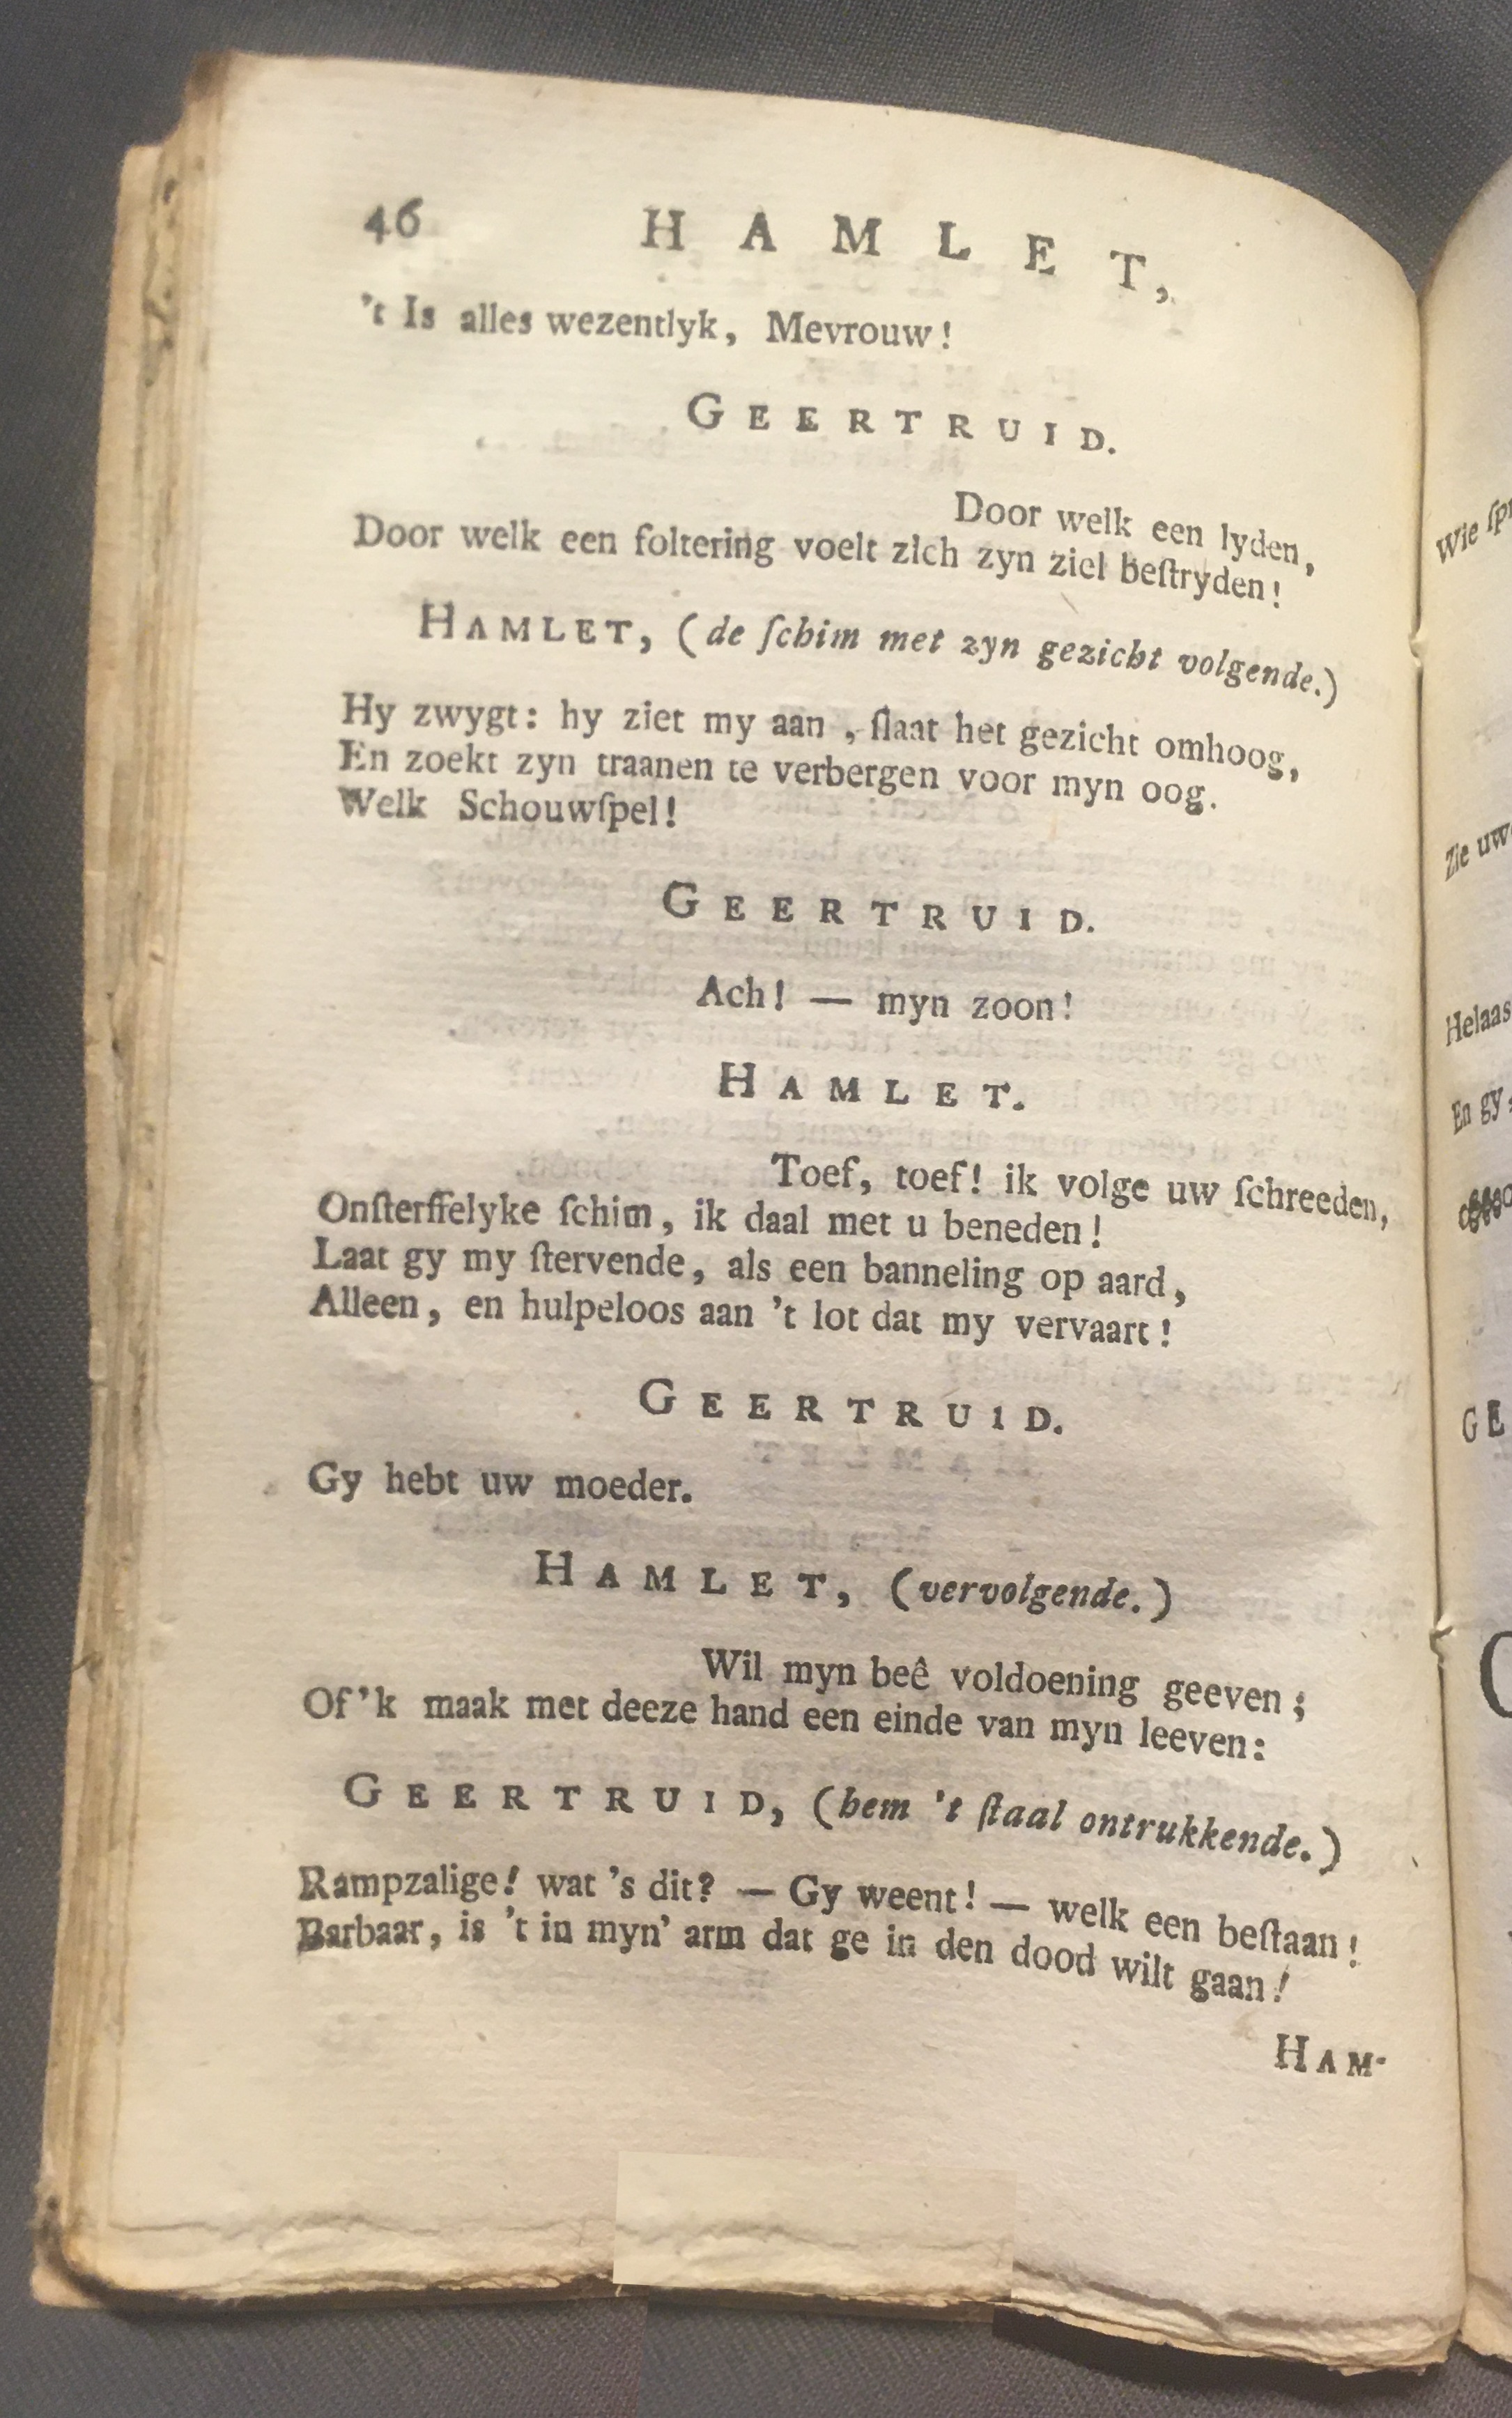 46 HAMLET,
't Is alles wezentlyk, Mevrouw!
GEERTRUID.
Door welk een lyden,
Door welk een foltering voelt zich zyn ziel beſtryden!
HAMLET, (de ſchim met zyn gezicht volgende.)
Hy zwygt: hy ziet my aan, ſlaat het gezicht omhoog,
En zoekt zyn traanen te verbergen voor myn oog.
Welk Schouwſpel!
GEERTRUID.
Ach! — myn zoon!
HAMLET.
Toef, toef! ik volge uw ſchreeden,
Onſterffelyke ſchim, ik daal met u beneden!
Laat gy my ſtervende, als een banneling op aard,
Alleen, en hulpeloos aan 't lot dat my vervaart!
GEERTRUID.
Gy hebt uw moeder.
HAMLET, (vervolgende.)
Wil myn beê voldoening geeven;
Of 'k maak met deeze hand een einde van myn leeven:
GEERTRUID, (hem 't ſtaal ontrukkende.)
Rampzalige! wat 's dit? — Gy weent! — welk een beſtaan!
Barbaar, is 't in myn' arm dat ge in den dood wilt gaan!
HAM-
Wie
Zie uw
Helaas
En gy,
GE